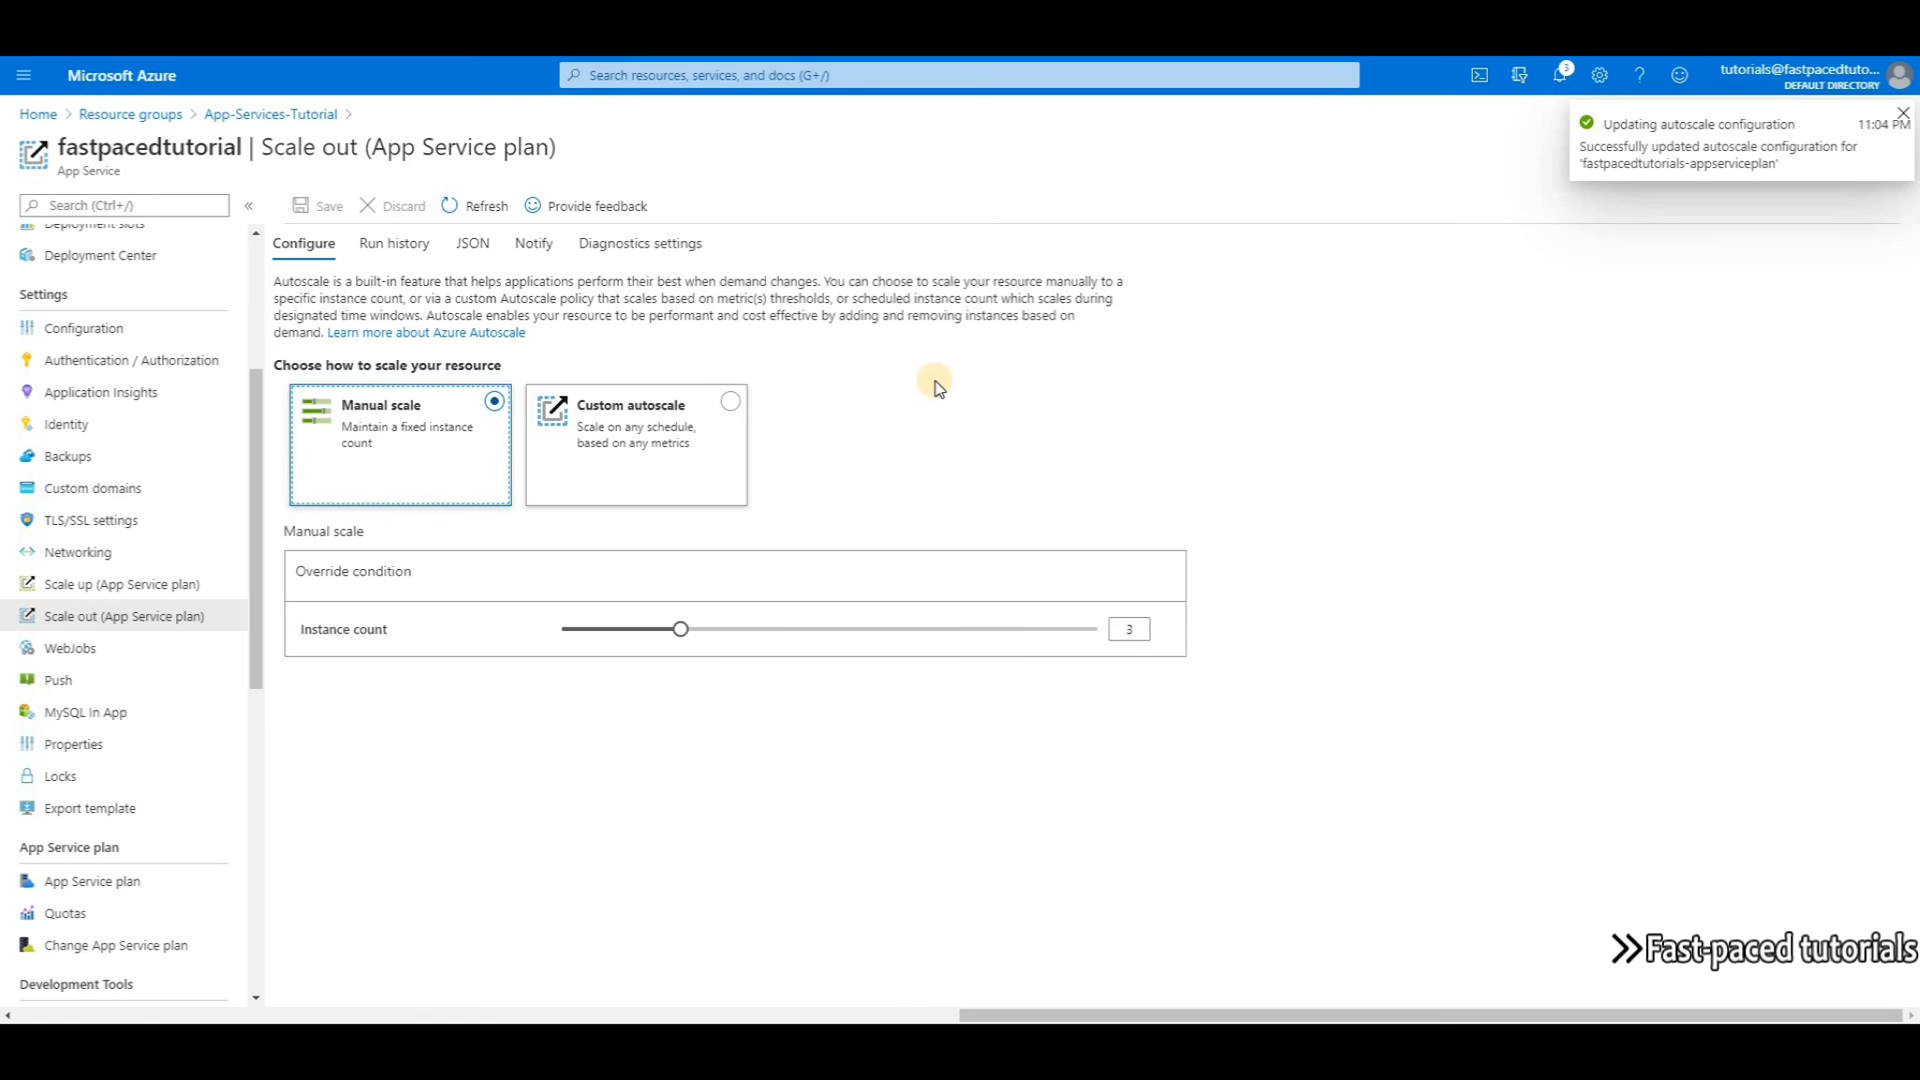 Microsoft Azure
Search resources, services, and docs (G+/)
3
tutorials@fastpacedtuto...
DEFAULT DIRECTORY
Home > Resource groups > App-Services-Tutorial >
fastpacedtutorial | Scale out (App Service plan)
App Service
Updating autoscale configuration 11:04 PM
Successfully updated autoscale configuration for
'fastpacedtutorials-appserviceplan'
Search (Ctrl+/)
«
Save
Discard
Refresh
Provide feedback
Deployment slots
Deployment Center
Settings
Configuration
Authentication / Authorization
Application Insights
Identity
Backups
Custom domains
TLS/SSL settings
Networking
Scale up (App Service plan)
Scale out (App Service plan)
WebJobs
Push
MySQL In App
Properties
Locks
Export template
App Service plan
App Service plan
Quotas
Change App Service plan
Development Tools
Configure
Run history
JSON
Notify
Diagnostics settings
Autoscale is a built-in feature that helps applications perform their best when demand changes. You can choose to scale your resource manually to a
specific instance count, or via a custom Autoscale policy that scales based on metric(s) thresholds, or scheduled instance count which scales during
designated time windows. Autoscale enables your resource to be performant and cost effective by adding and removing instances based on
demand. Learn more about Azure Autoscale
Choose how to scale your resource
Manual scale
Maintain a fixed instance
count
Custom autoscale
Scale on any schedule,
based on any metrics
Manual scale
Override condition
Instance count
3
Fast-paced tutorials